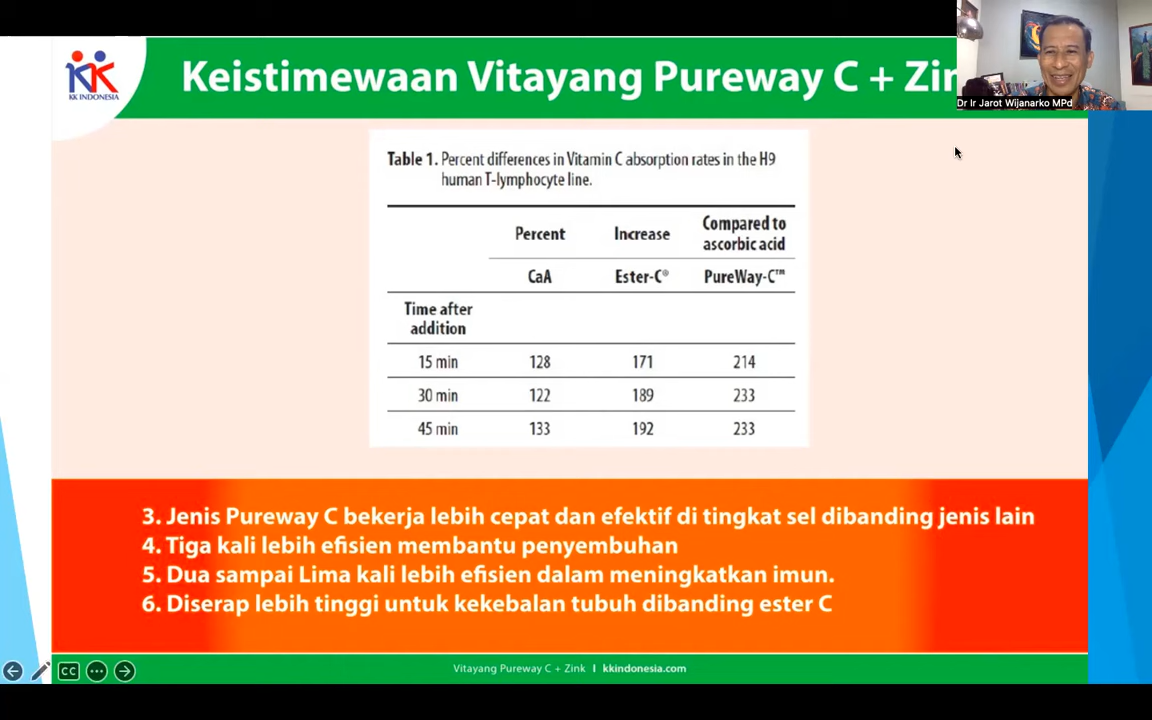 KK INDONESIA
Keistimewaan Vitayang Pureway C + Zin
Dr Ir Jarot Wijanarko MPd
Table 1. Percent differences in Vitamin C absorption rates in the H9
human T-lymphocyte line.
Percent Increase Compared to
ascorbic acid
CaA Ester-C® PureWay-C™
Time after
addition
15 min 128 171 214
30 min 122 189 233
45 min 133 192 233
3. Jenis Pureway C bekerja lebih cepat dan efektif di tingkat sel dibanding jenis lain
4. Tiga kali lebih efisien membantu penyembuhan
5. Dua sampai Lima kali lebih efisien dalam meningkatkan imun.
6. Diserap lebih tinggi untuk kekebalan tubuh dibanding ester C
CC
Vitayang Pureway C + Zink I kkindonesia.com